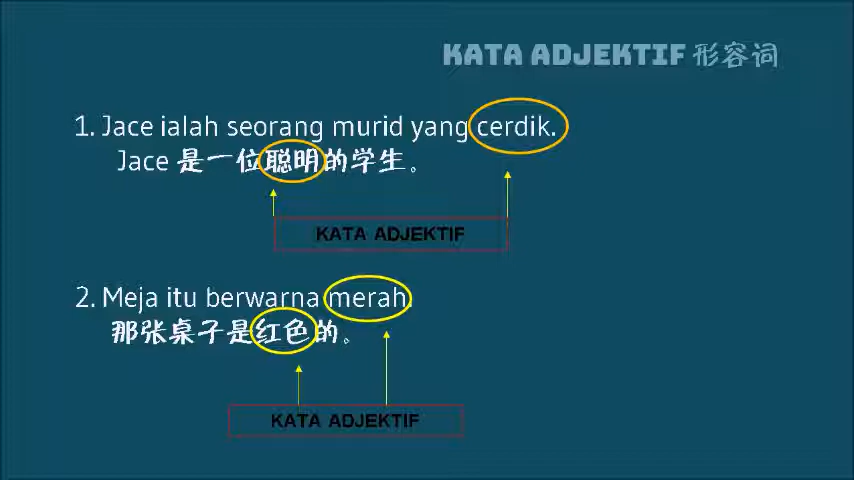 KATA ADJEKTIF 形容词
1. Jace ialah seorang murid yang cerdik.
Jace 是一位聪明的学生。
KATA ADJEKTIF
2. Meja itu berwarna merah.
那张桌子是红色的。
KATA ADJEKTIF